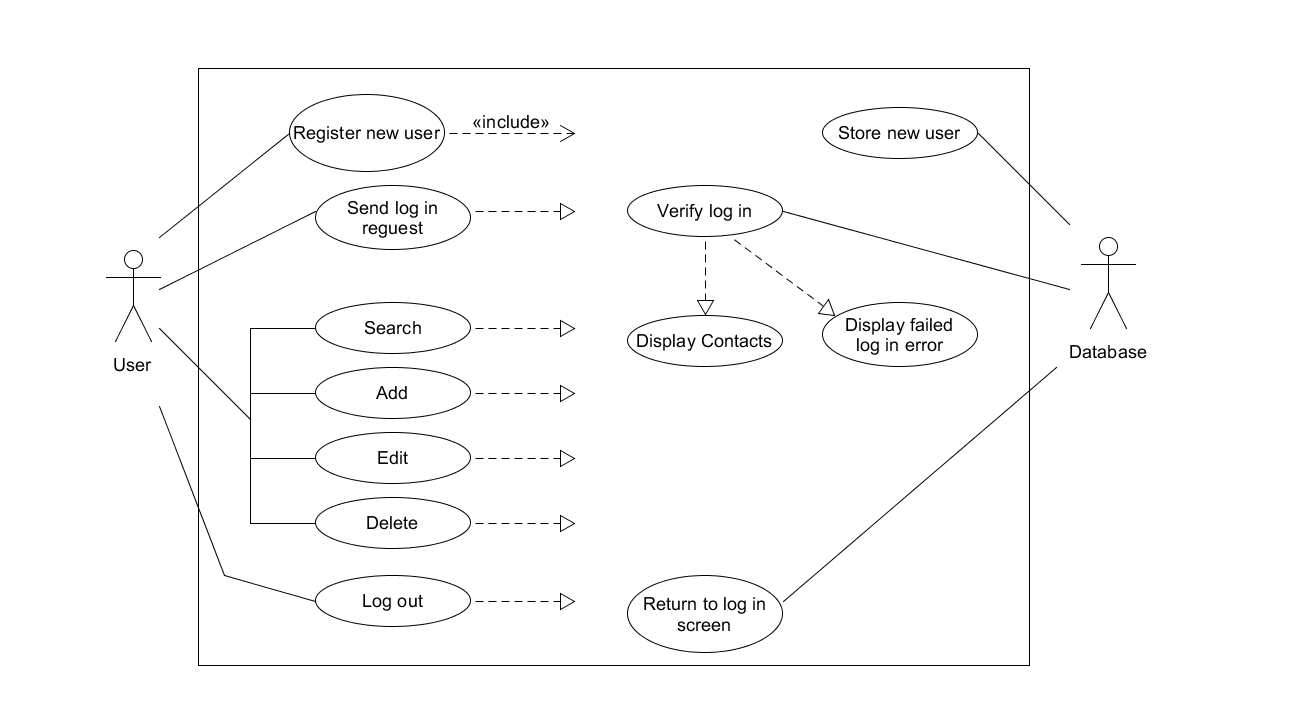 Register new user
«include»
Store new user
Send log in
reguest
Verify log in
Search
Display Contacts
Display failed
log in error
User
Database
Add
Edit
Delete
Log out
Return to log in
screen